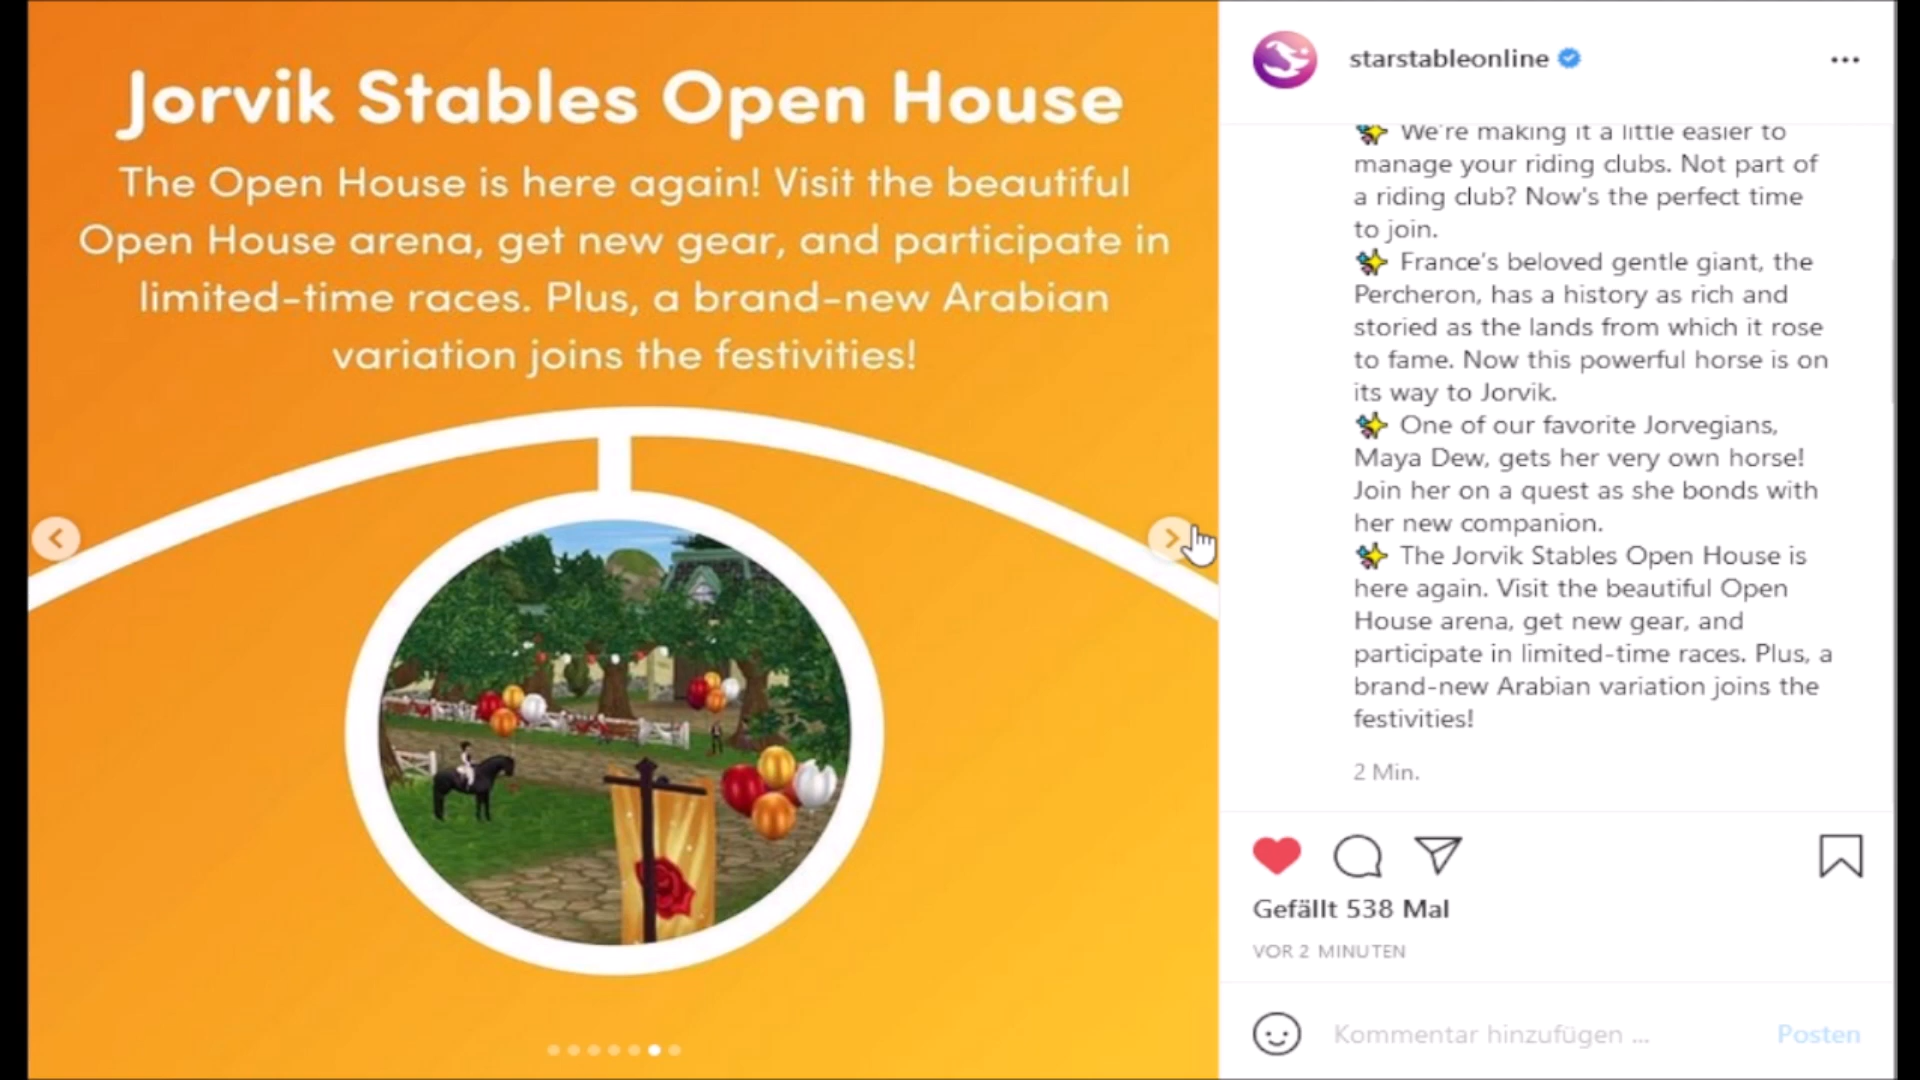 Jorvik Stables Open House
The Open House is here again! Visit the beautiful
Open House arena, get new gear, and participate in
limited-time races. Plus, a brand-new Arabian
variation joins the festivities!
starstableonline
We're making it a little easier to
manage your riding clubs. Not part of
a riding club? Now's the perfect time
to join.
France's beloved gentle giant, the
Percheron, has a history as rich and
storied as the lands from which it rose
to fame. Now this powerful horse is on
its way to Jorvik.
One of our favorite Jorvegians,
Maya Dew, gets her very own horse!
Join her on a quest as she bonds with
her new companion.
The Jorvik Stables Open House is
here again. Visit the beautiful Open
House arena, get new gear, and
participate in limited-time races. Plus, a
brand-new Arabian variation joins the
festivities!
2 Min.
Gefällt 538 Mal
VOR 2 MINUTEN
Kommentar hinzufügen ...
Posten